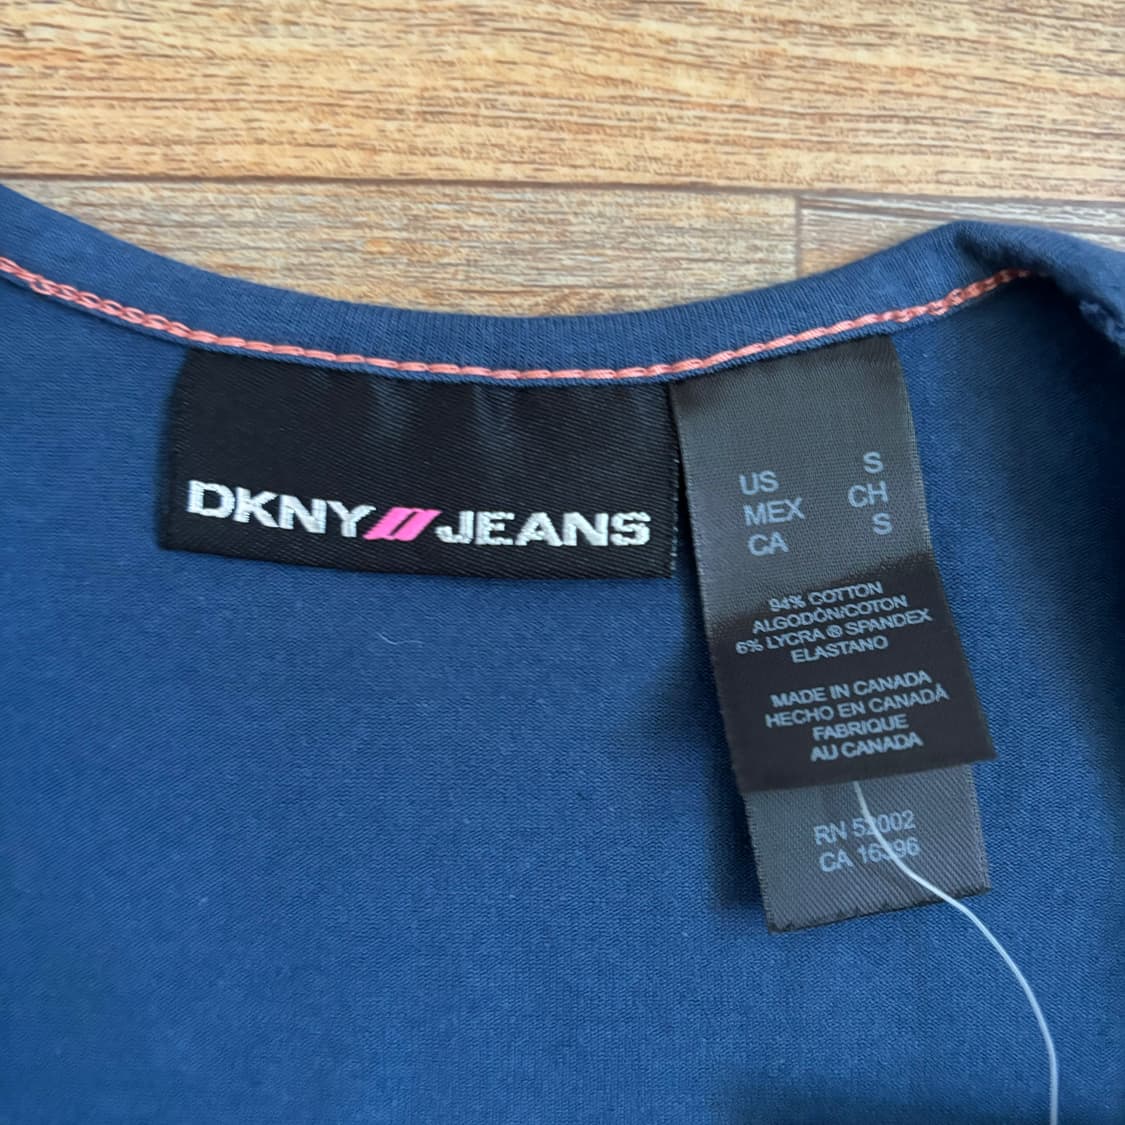 DKNY JEANS
US S
MEX CH
CA S
94% COTTON
ALGODÓN/COTON
6% LYCRA ® SPANDEX
ELASTANO
MADE IN CANADA
HECHO EN CANADÁ
FABRIQUE
AU CANADA
RN
CA